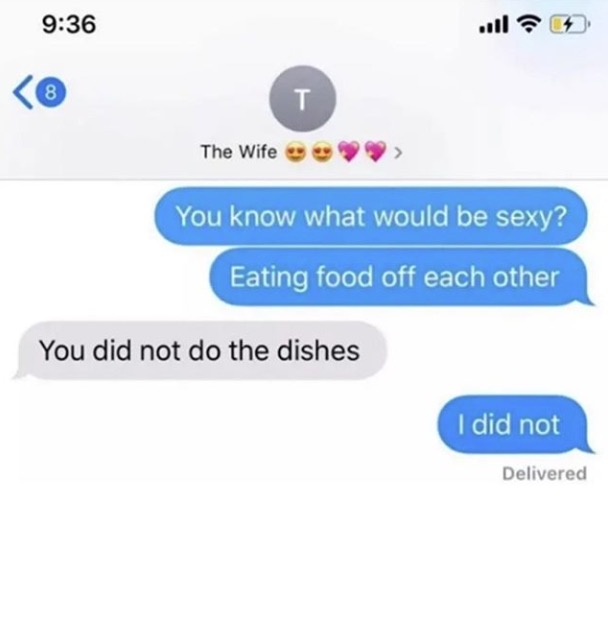 9:36
8
T
The Wife 😍😍💖💖 >
You know what would be sexy?
Eating food off each other
You did not do the dishes
I did not
Delivered